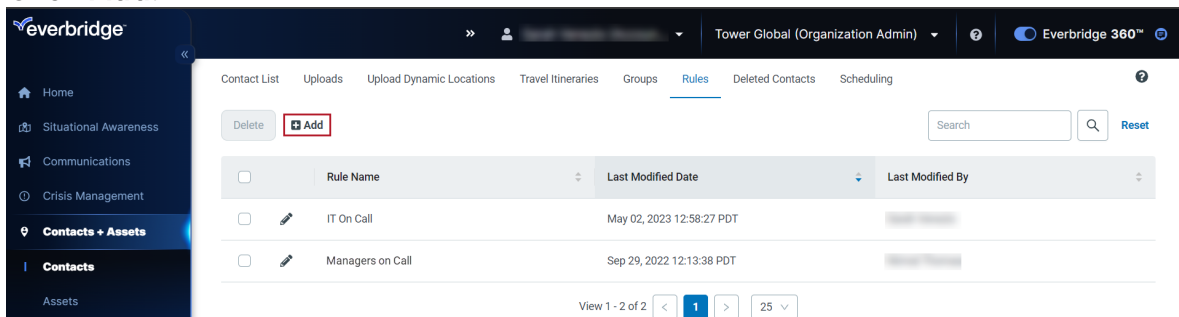 everbridge
»
Tower Global (Organization Admin)
Everbridge 360™
«
Home
Situational Awareness
Communications
Crisis Management
Contacts + Assets
Contacts
Assets
Contact List Uploads Upload Dynamic Locations Travel Itineraries Groups Rules Deleted Contacts Scheduling
Delete Add Search Reset
Rule Name Last Modified Date Last Modified By
IT On Call May 02, 2023 12:58:27 PDT
Managers on Call Sep 29, 2022 12:13:38 PDT
View 1 - 2 of 2 < 1 > 25